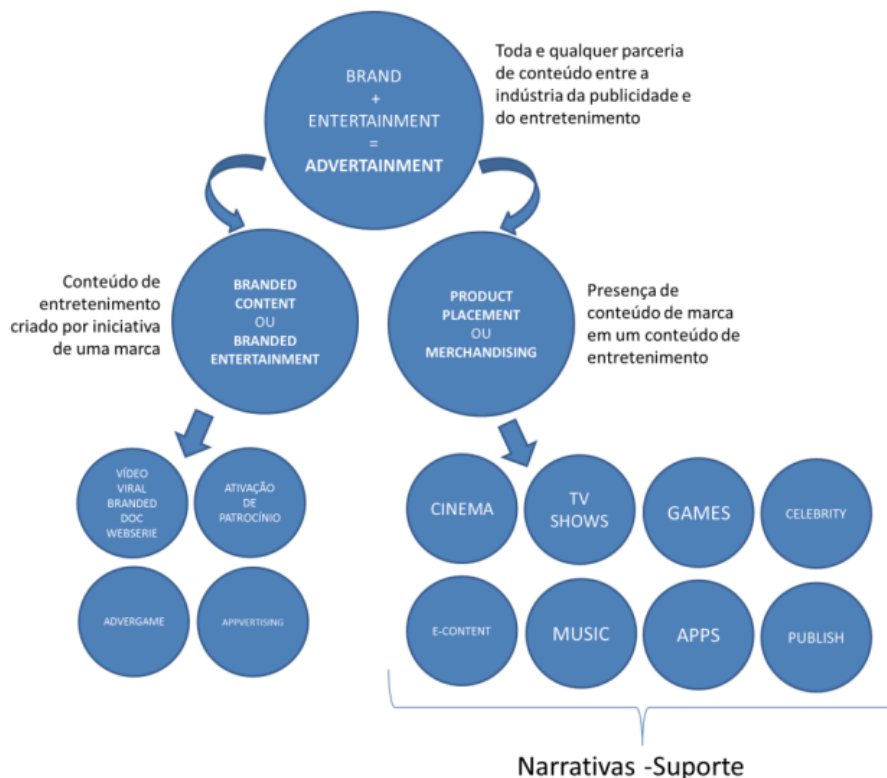 BRAND
+
ENTERTAINMENT
=
ADVERTAINMENT
Toda e qualquer parceria
de conteúdo entre a
indústria da publicidade e
do entretenimento
Conteúdo de
entretenimento
criado por iniciativa
de uma marca
BRANDED
CONTENT
OU
BRANDED
ENTERTAINMENT
PRODUCT
PLACEMENT
OU
MERCHANDISING
Presença de
conteúdo de marca
em um conteúdo de
entretenimento
VÍDEO
VIRAL
BRANDED
DOC
WEBSERIE
ATIVAÇÃO
DE
PATROCÍNIO
CINEMA
TV
SHOWS
GAMES
CELEBRITY
ADVERGAME
APPVERTISING
E-CONTENT
MUSIC
APPS
PUBLISH
Narrativas -Suporte